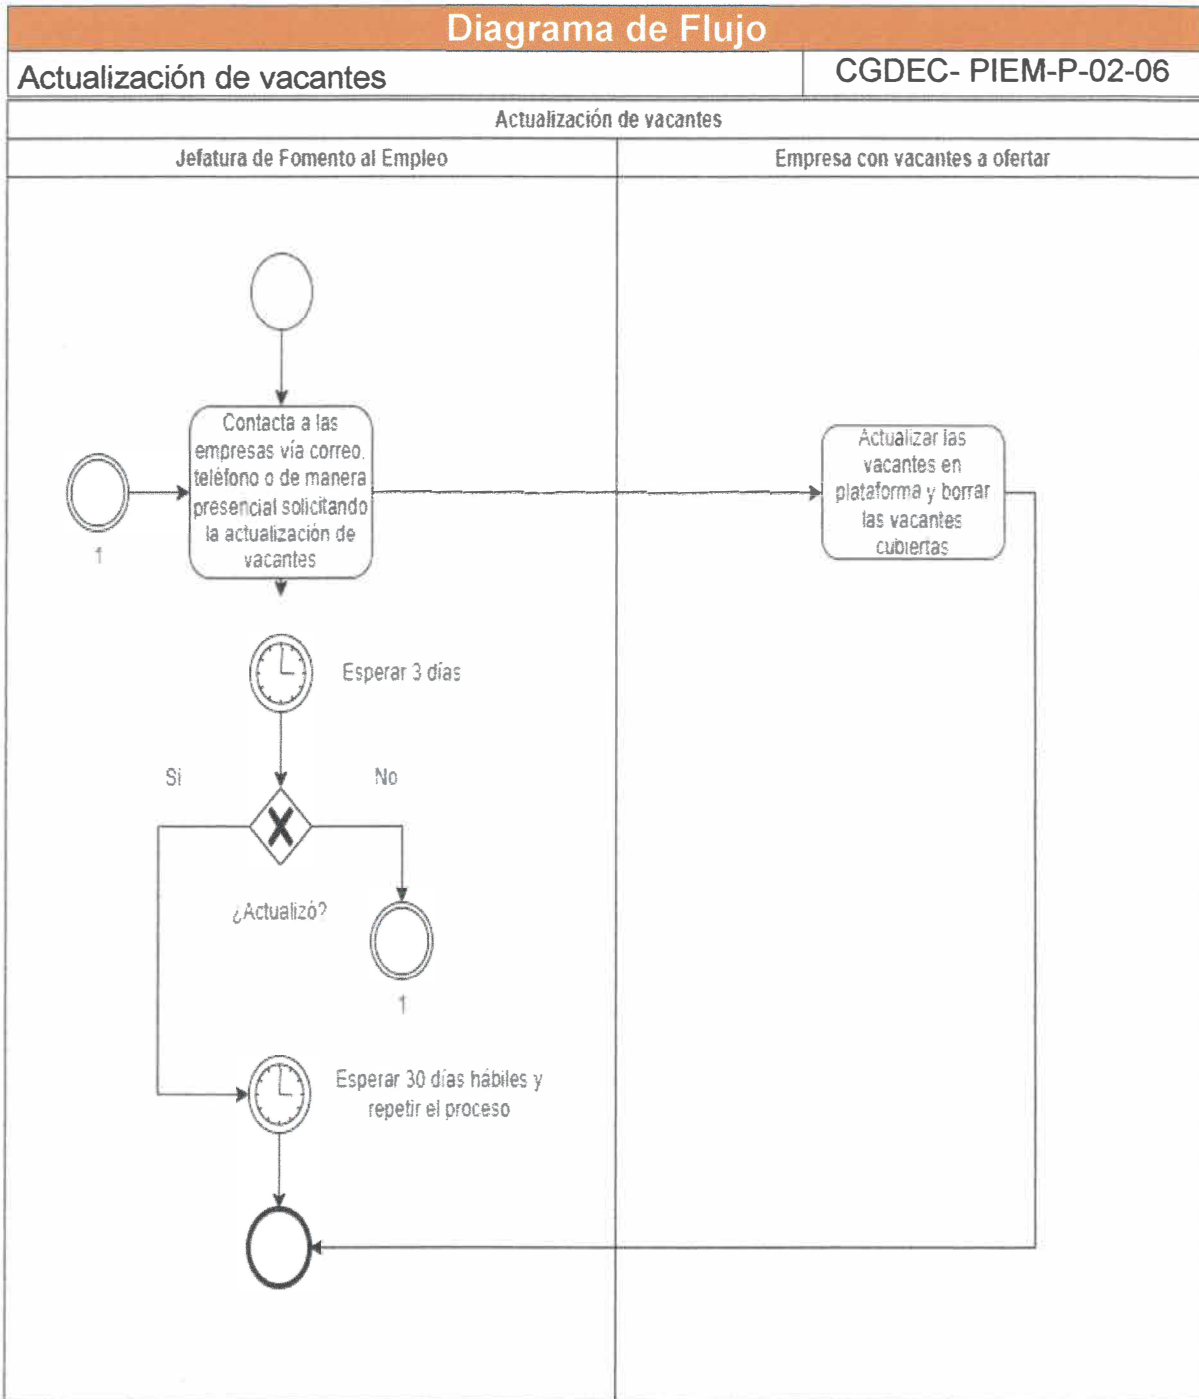 Diagrama de Flujo
Actualización de vacantes
CGDEC- PIEM-P-02-06
Actualización de vacantes
Jefatura de Fomento al Empleo
Empresa con vacantes a ofertar
Contacta a las
empresas vía correo,
teléfono o de manera
presencial solicitando
la actualización de
vacantes
1
Actualizar las
vacantes en
plataforma y borrar
las vacantes
cubiertas
Esperar 3 días
Si
No
¿Actualizó?
1
Esperar 30 días hábiles y
repetir el proceso